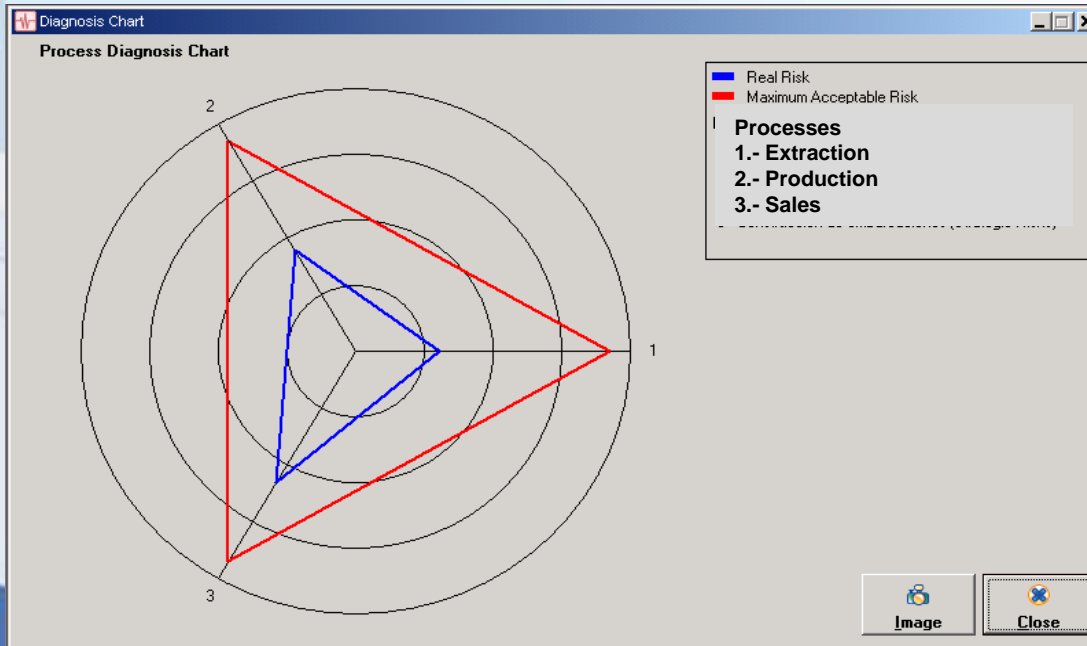 Diagnosis Chart
Process Diagnosis Chart
Real Risk
Maximum Acceptable Risk
Processes
1.- Extraction
2.- Production
3.- Sales
2
1
3
Image
Close